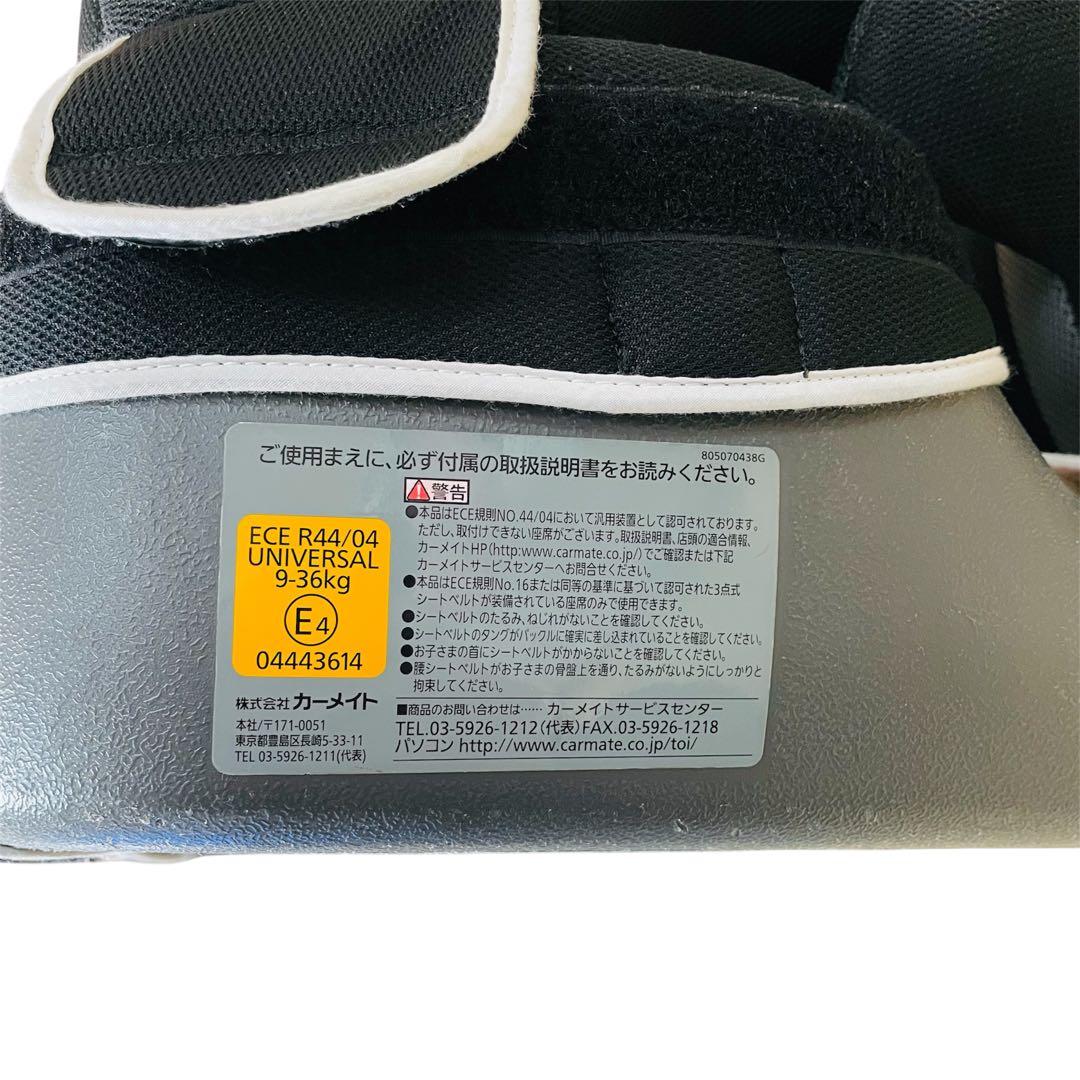 805070438G
ご使用まえに、必ず付属の取扱説明書をお読みください。
警告
●本品はECE規則NO.44/04において汎用装置として認可されております。
ただし、取付けできない座席がございます。取扱説明書、店頭の適合情報、
カーメイトHP(http:www.carmate.co.jp/)でご確認または下記
カーメイトサービスセンターへお問合せください。
●本品はECE規則No.16または同等の基準に基づいて認可された3点式
シートベルトが装備されている座席のみで使用できます。
●シートベルトのたるみ、ねじれがないことを確認してください。
●シートベルトのタングがバックルに確実に差し込まれていることを確認してください。
●お子さまの首にシートベルトがかからないことを確認してください。
●腰シートベルトがお子さまの骨盤上を通り、たるみがないようにしっかりと
拘束してください。
ECE R44/04
UNIVERSAL
9-36kg
E4
04443614
株式会社 カーメイト
本社/〒171-0051
東京都豊島区長崎5-33-11
TEL 03-5926-1211(代表)
■商品のお問い合わせは…… カーメイトサービスセンター
TEL.03-5926-1212(代表)FAX.03-5926-1218
パソコン http://www.carmate.co.jp/toi/